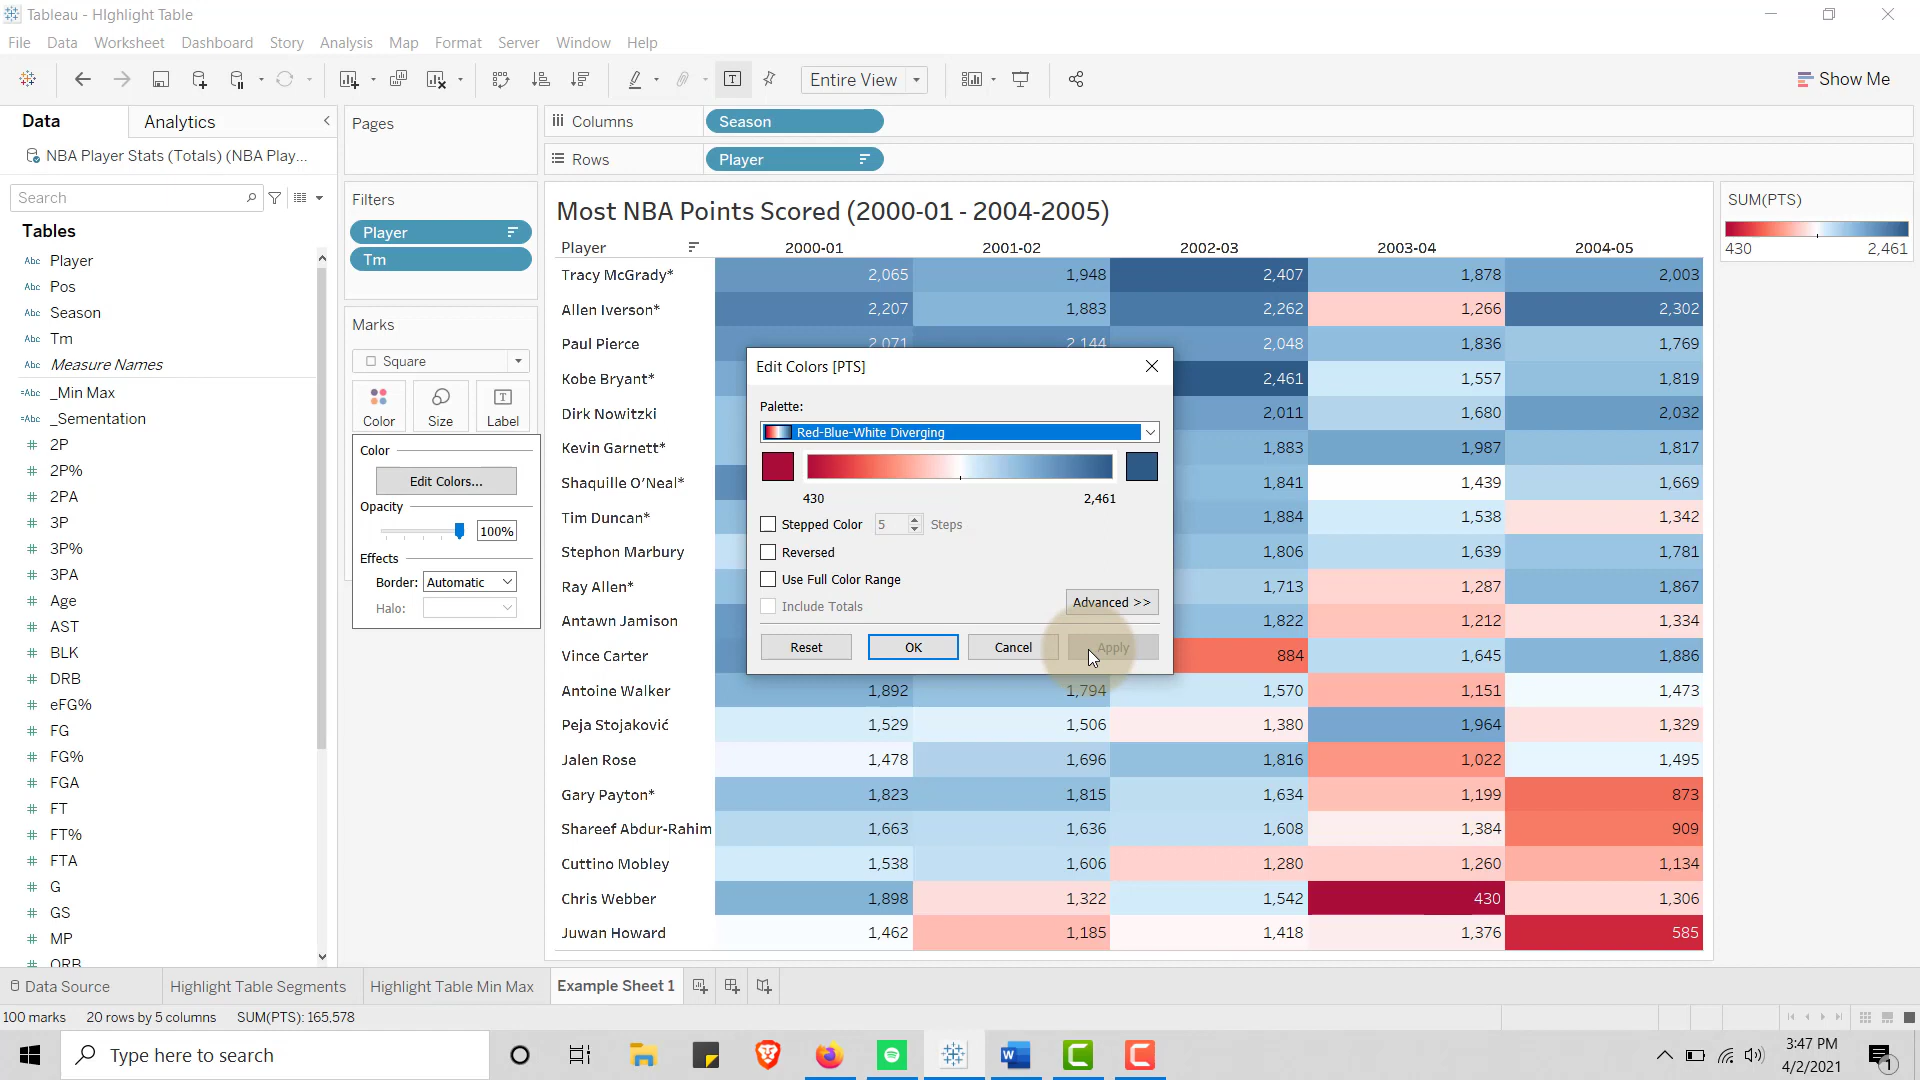 Tableau - HIghlight Table
File Data Worksheet Dashboard Story Analysis Map Format Server Window Help
Entire View
Show Me
Data Analytics
NBA Player Stats (Totals) (NBA Play...
Search
Tables
Abc Player
Abc Pos
Abc Season
Abc Tm
Abc Measure Names
=Abc _Min Max
=Abc _Sementation
# 2P
# 2P%
# 2PA
# 3P
# 3P%
# 3PA
# Age
# AST
# BLK
# DRB
# eFG%
# FG
# FG%
# FGA
# FT
# FT%
# FTA
# G
# GS
# MP
# ORB
Pages
Filters
Player
Tm
Marks
Square
Color Size Label
Color
Edit Colors...
Opacity
100%
Effects
Border: Automatic
Halo:
Columns Season
Rows Player
Most NBA Points Scored (2000-01 - 2004-2005)
Player 2000-01 2001-02 2002-03 2003-04 2004-05
Tracy McGrady* 2,065 1,948 2,407 1,878 2,003
Allen Iverson* 2,207 1,883 2,262 1,266 2,302
Paul Pierce 2,071 2,144 2,048 1,836 1,769
Kobe Bryant* 2,461 1,557 1,819
Dirk Nowitzki 2,011 1,680 2,032
Kevin Garnett* 1,883 1,987 1,817
Shaquille O'Neal* 1,841 1,439 1,669
Tim Duncan* 1,884 1,538 1,342
Stephon Marbury 1,806 1,639 1,781
Ray Allen* 1,713 1,287 1,867
Antawn Jamison 1,822 1,212 1,334
Vince Carter 884 1,645 1,886
Antoine Walker 1,892 1,794 1,570 1,151 1,473
Peja Stojaković 1,529 1,506 1,380 1,964 1,329
Jalen Rose 1,478 1,696 1,816 1,022 1,495
Gary Payton* 1,823 1,815 1,634 1,199 873
Shareef Abdur-Rahim 1,663 1,636 1,608 1,384 909
Cuttino Mobley 1,538 1,606 1,280 1,260 1,134
Chris Webber 1,898 1,322 1,542 430 1,306
Juwan Howard 1,462 1,185 1,418 1,376 585
Edit Colors [PTS]
Palette:
Red-Blue-White Diverging
430 2,461
Stepped Color 5 Steps
Reversed
Use Full Color Range
Include Totals
Advanced >>
Reset OK Cancel Apply
SUM(PTS)
430 2,461
Data Source Highlight Table Segments Highlight Table Min Max Example Sheet 1
100 marks 20 rows by 5 columns SUM(PTS): 165,578
Type here to search
W
C
C
3:47 PM
4/2/2021
1